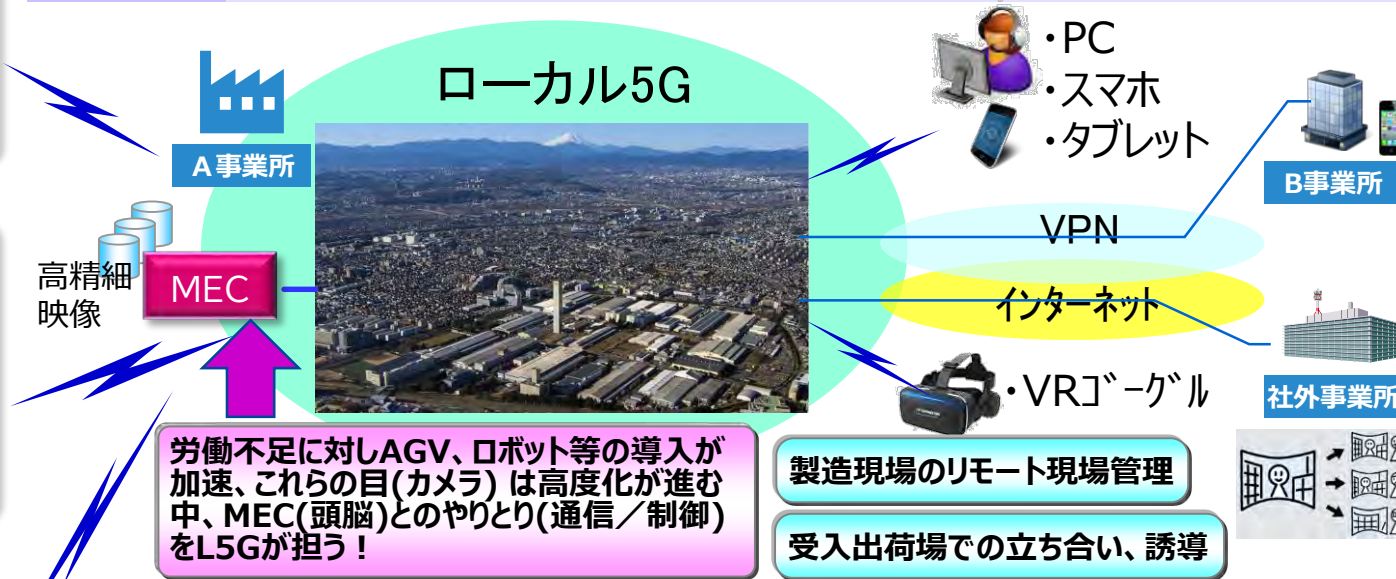 ローカル5G
A事業所
高精細
映像
MEC
・PC
・スマホ
・タブレット
VPN
インターネット
・VRゴーグル
B事業所
社外事業所
労働不足に対しAGV、ロボット等の導入が
加速、これらの目(カメラ) は高度化が進む
中、MEC(頭脳)とのやりとり(通信／制御)
をL5Gが担う！
製造現場のリモート現場管理
受入出荷場での立ち合い、誘導